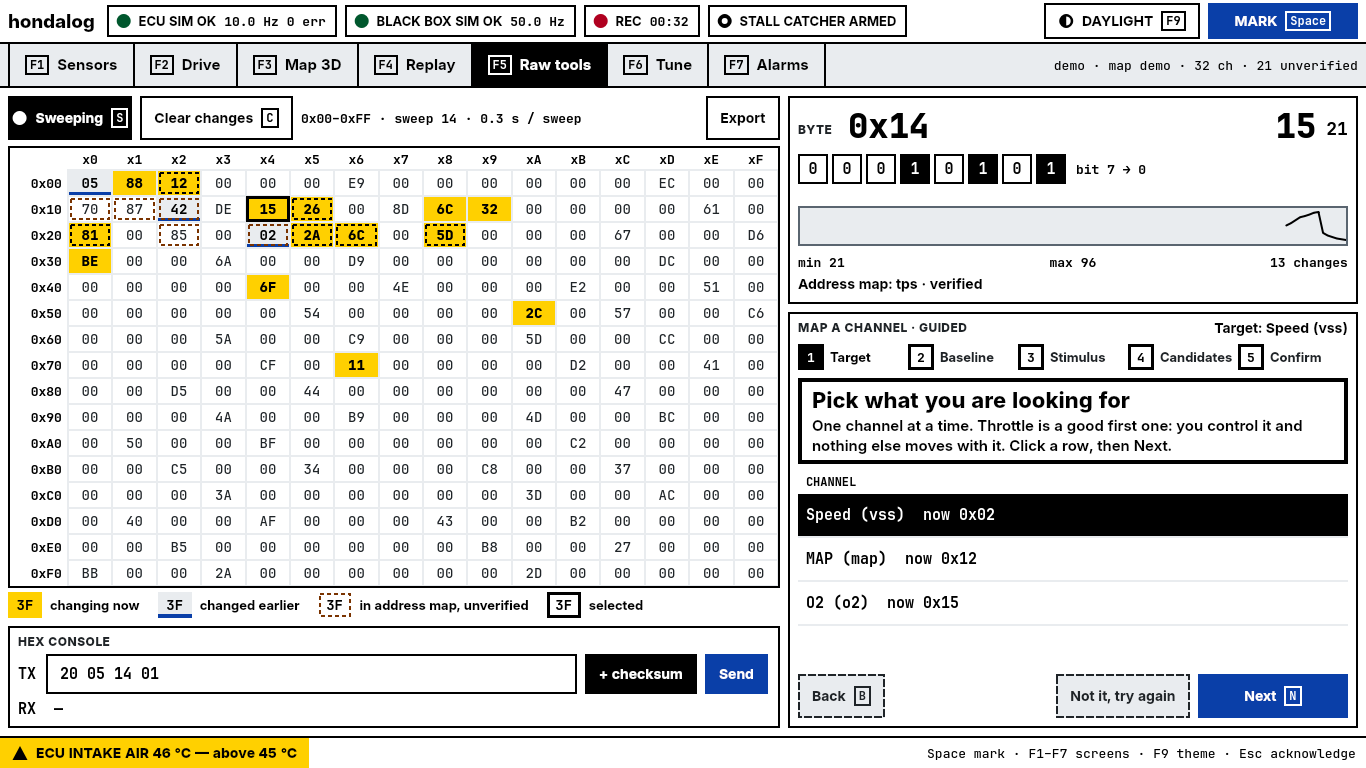 hondalog ECU SIM OK 10.0 Hz 0 err BLACK BOX SIM OK 50.0 Hz REC 00:32 STALL CATCHER ARMED DAYLIGHT F9 MARK Space
F1 Sensors F2 Drive F3 Map 3D F4 Replay F5 Raw tools F6 Tune F7 Alarms demo · map demo · 32 ch · 21 unverified
Sweeping S Clear changes C 0x00–0xFF · sweep 14 · 0.3 s / sweep Export
x0 x1 x2 x3 x4 x5 x6 x7 x8 x9 xA xB xC xD xE xF
0x00 05 88 12 00 00 00 E9 00 00 00 00 00 00 EC 00 00
0x10 70 87 42 DE 15 26 00 8D 6C 32 00 00 00 00 61 00
0x20 81 00 85 00 02 2A 6C 00 5D 00 00 00 67 00 00 D6
0x30 BE 00 00 6A 00 00 D9 00 00 00 00 00 00 DC 00 00
0x40 00 00 00 00 6F 00 00 4E 00 00 00 E2 00 00 51 00
0x50 00 00 00 00 00 54 00 00 00 00 2C 00 57 00 00 C6
0x60 00 00 00 5A 00 00 C9 00 00 00 5D 00 00 CC 00 00
0x70 00 00 00 00 CF 00 11 00 00 00 00 D2 00 00 41 00
0x80 00 00 D5 00 00 44 00 00 00 00 00 00 47 00 00 00
0x90 00 00 00 4A 00 00 B9 00 00 00 4D 00 00 BC 00 00
0xA0 00 50 00 00 BF 00 00 00 00 00 00 C2 00 00 00 00
0xB0 00 00 C5 00 00 34 00 00 00 C8 00 00 37 00 00 00
0xC0 00 00 00 3A 00 00 00 00 00 00 3D 00 00 AC 00 00
0xD0 00 40 00 00 AF 00 00 00 43 00 00 B2 00 00 00 00
0xE0 00 00 B5 00 00 00 00 00 00 B8 00 00 27 00 00 00
0xF0 BB 00 00 2A 00 00 00 00 00 00 2D 00 00 00 00 00
3F changing now 3F changed earlier 3F in address map, unverified 3F selected
HEX CONSOLE
TX 20 05 14 01 + checksum Send
RX —
BYTE 0x14 15 21
0 0 0 1 0 1 0 1 bit 7 → 0
min 21 max 96 13 changes
Address map: tps · verified
MAP A CHANNEL · GUIDED Target: Speed (vss)
1 Target 2 Baseline 3 Stimulus 4 Candidates 5 Confirm
Pick what you are looking for
One channel at a time. Throttle is a good first one: you control it and
nothing else moves with it. Click a row, then Next.
CHANNEL
Speed (vss) now 0x02
MAP (map) now 0x12
O2 (o2) now 0x15
Back B Not it, try again Next N
ECU INTAKE AIR 46 °C — above 45 °C Space mark · F1–F7 screens · F9 theme · Esc acknowledge